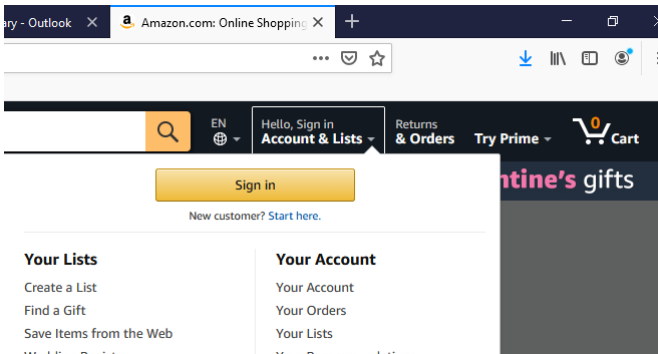 ary - Outlook
Amazon.com: Online Shopping
EN
Hello, Sign in
Account & Lists
Returns
& Orders
Try Prime
0
Cart
Sign in
New customer? Start here.
ntine's gifts
Your Lists
Create a List
Find a Gift
Save Items from the Web
Your Account
Your Account
Your Orders
Your Lists